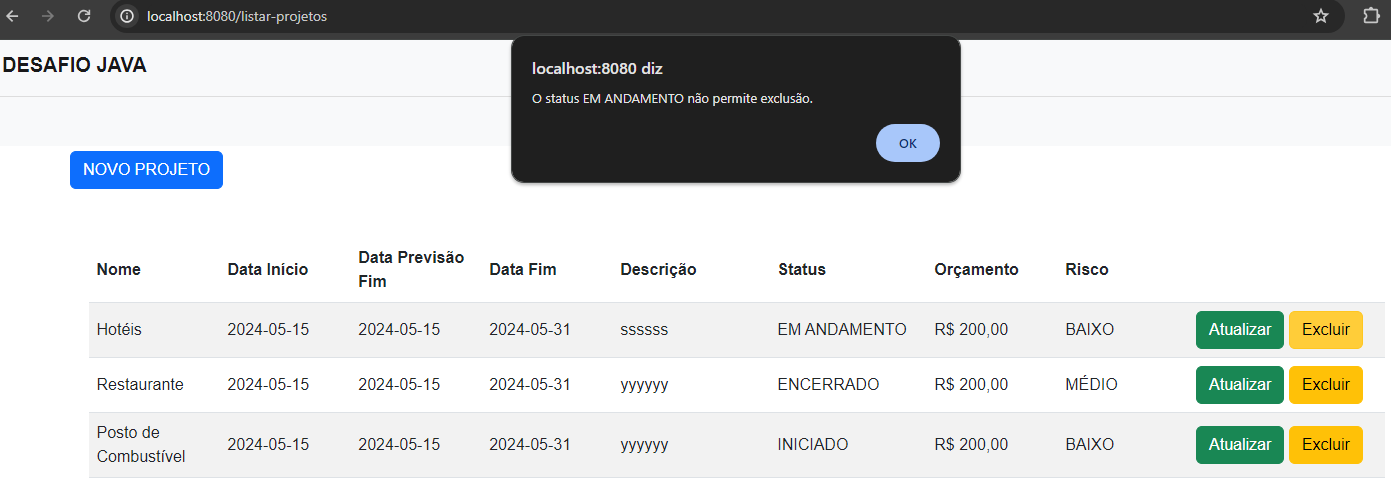 localhost:8080/listar-projetos
DESAFIO JAVA
localhost:8080 diz
O status EM ANDAMENTO não permite exclusão.
OK
NOVO PROJETO
Nome Data Início Data Previsão Fim Data Fim Descrição Status Orçamento Risco
Hotéis 2024-05-15 2024-05-15 2024-05-31 ssssss EM ANDAMENTO R$ 200,00 BAIXO Atualizar Excluir
Restaurante 2024-05-15 2024-05-15 2024-05-31 yyyyyy ENCERRADO R$ 200,00 MÉDIO Atualizar Excluir
Posto de Combustível 2024-05-15 2024-05-15 2024-05-31 yyyyyy INICIADO R$ 200,00 BAIXO Atualizar Excluir